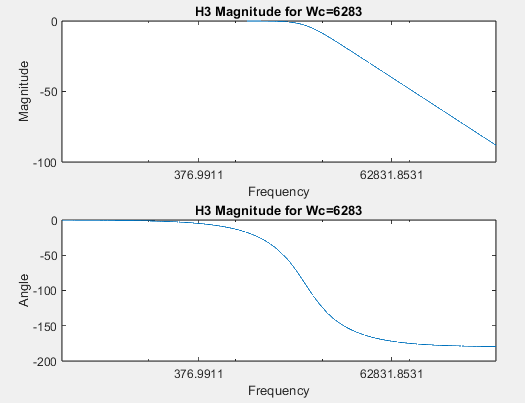 H3 Magnitude for Wc=6283
0
-50
-100
Magnitude
376.9911
62831.8531
Frequency
H3 Magnitude for Wc=6283
0
-50
-100
-150
-200
Angle
376.9911
62831.8531
Frequency